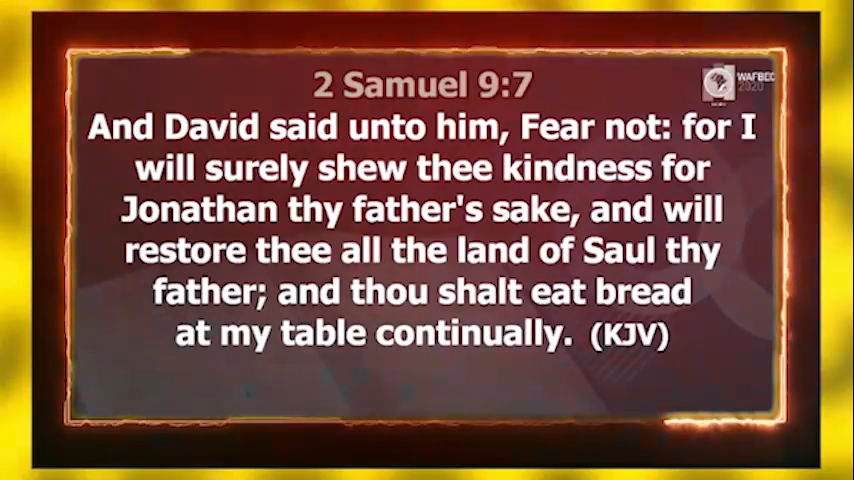 2 Samuel 9:7
WAFBEC
2020
And David said unto him, Fear not: for I
will surely shew thee kindness for
Jonathan thy father's sake, and will
restore thee all the land of Saul thy
father; and thou shalt eat bread
at my table continually. (KJV)